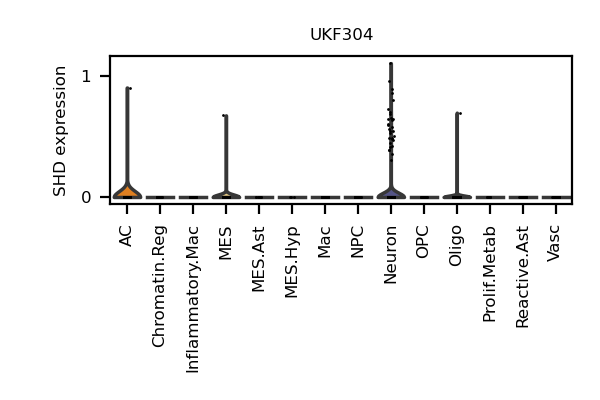 UKF304
SHD expression
1
0
AC
Chromatin.Reg
Inflammatory.Mac
MES
MES.Ast
MES.Hyp
Mac
NPC
Neuron
OPC
Oligo
Prolif.Metab
Reactive.Ast
Vasc